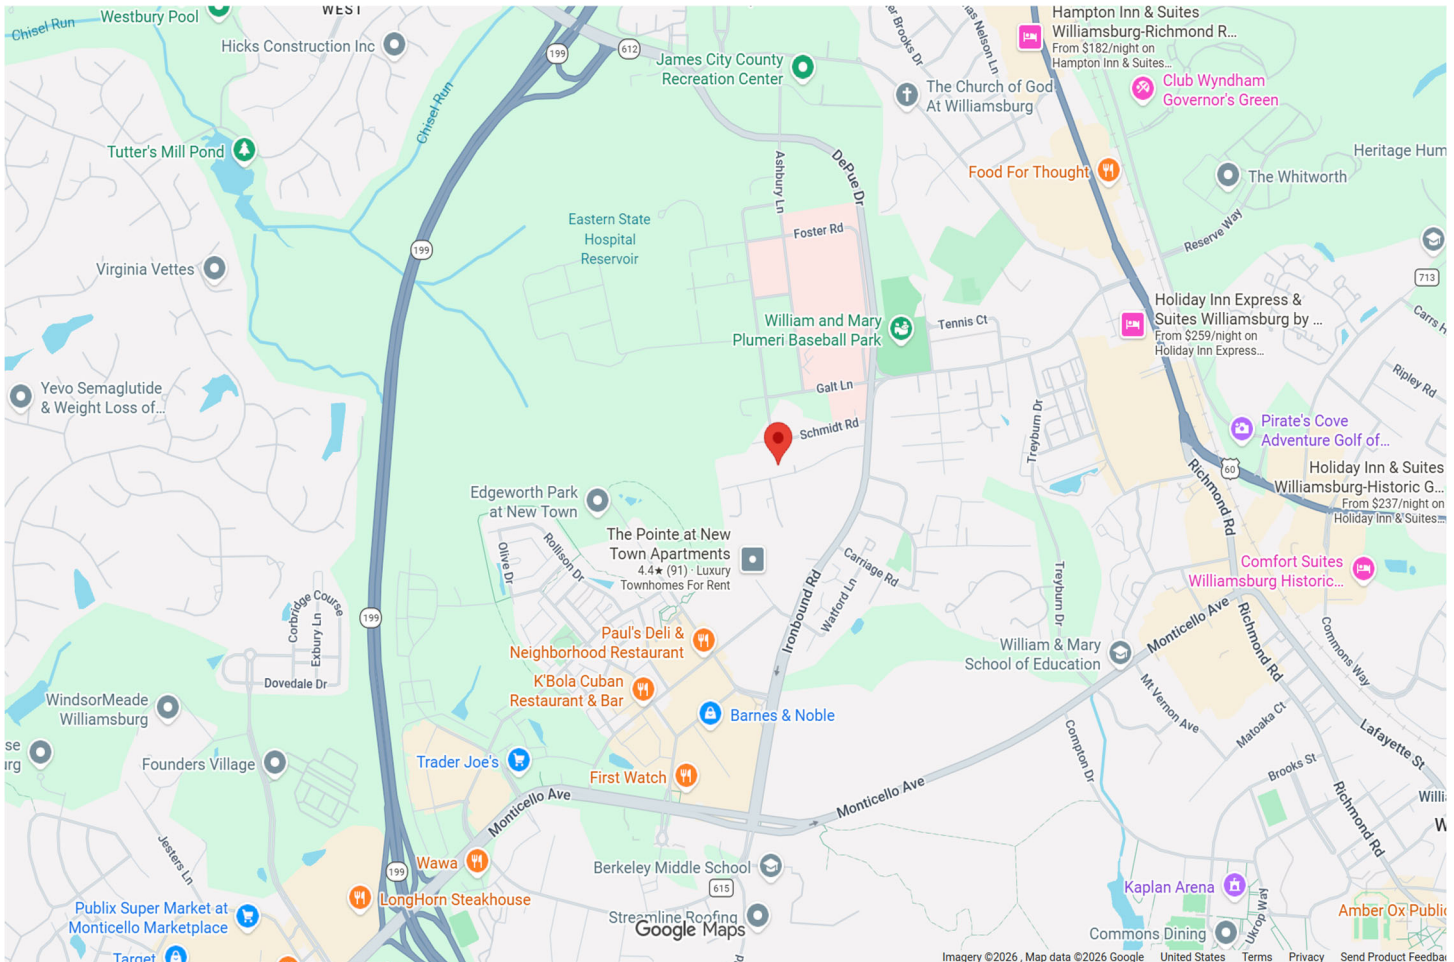 WEST
Westbury Pool
Chisel Run
Hicks Construction Inc
199
612
James City County
Recreation Center
er Brooks Dr
as Nelson Ln
Hampton Inn & Suites
Williamsburg-Richmond R...
From $182/night on
Hampton Inn & Suites...
The Church of God
At Williamsburg
Club Wyndham
Governor's Green
Chisel Run
Tutter's Mill Pond
Ashbury Ln
DePue Dr
Food For Thought
The Whitworth
Heritage Hum
Eastern State
Hospital
Reservoir
Foster Rd
Reserve Way
199
Virginia Vettes
713
Holiday Inn Express &
Suites Williamsburg by ...
From $259/night on
Holiday Inn Express...
Carrs H
William and Mary
Plumeri Baseball Park
Tennis Ct
Yevo Semaglutide
& Weight Loss of...
Galt Ln
Ripley Rd
Schmidt Rd
Treyburn Dr
Pirate's Cove
Adventure Golf of...
60
Richmond Rd
Holiday Inn & Suites
Williamsburg-Historic G...
From $237/night on
Holiday Inn & Suites...
Edgeworth Park
at New Town
Olive Dr
Rollison Dr
The Pointe at New
Town Apartments
4.4★ (91) · Luxury
Townhomes For Rent
Carriage Rd
Watford Ln
Ironbound Rd
Treyburn Dr
Comfort Suites
Williamsburg Historic...
Corbridge Course
Exbury Ln
199
Paul's Deli &
Neighborhood Restaurant
William & Mary
School of Education
Monticello Ave
Richmond Rd
Commons Way
Dovedale Dr
K'Bola Cuban
Restaurant & Bar
WindsorMeade
Williamsburg
Barnes & Noble
Mt Vernon Ave
Matoaka Ct
Lafayette St
se
urg
Founders Village
Trader Joe's
First Watch
Compton Dr
Brooks St
Monticello Ave
Monticello Ave
Richmond Rd
Willi
W
Jesters Ln
Wawa
199
Berkeley Middle School
615
LongHorn Steakhouse
Kaplan Arena
Ukrop Way
Publix Super Market at
Monticello Marketplace
Streamline Roofing
Amber Ox Public
Commons Dining
Target
Google Maps
Rd
Imagery ©2026 , Map data ©2026 Google United States Terms Privacy Send Product Feedba